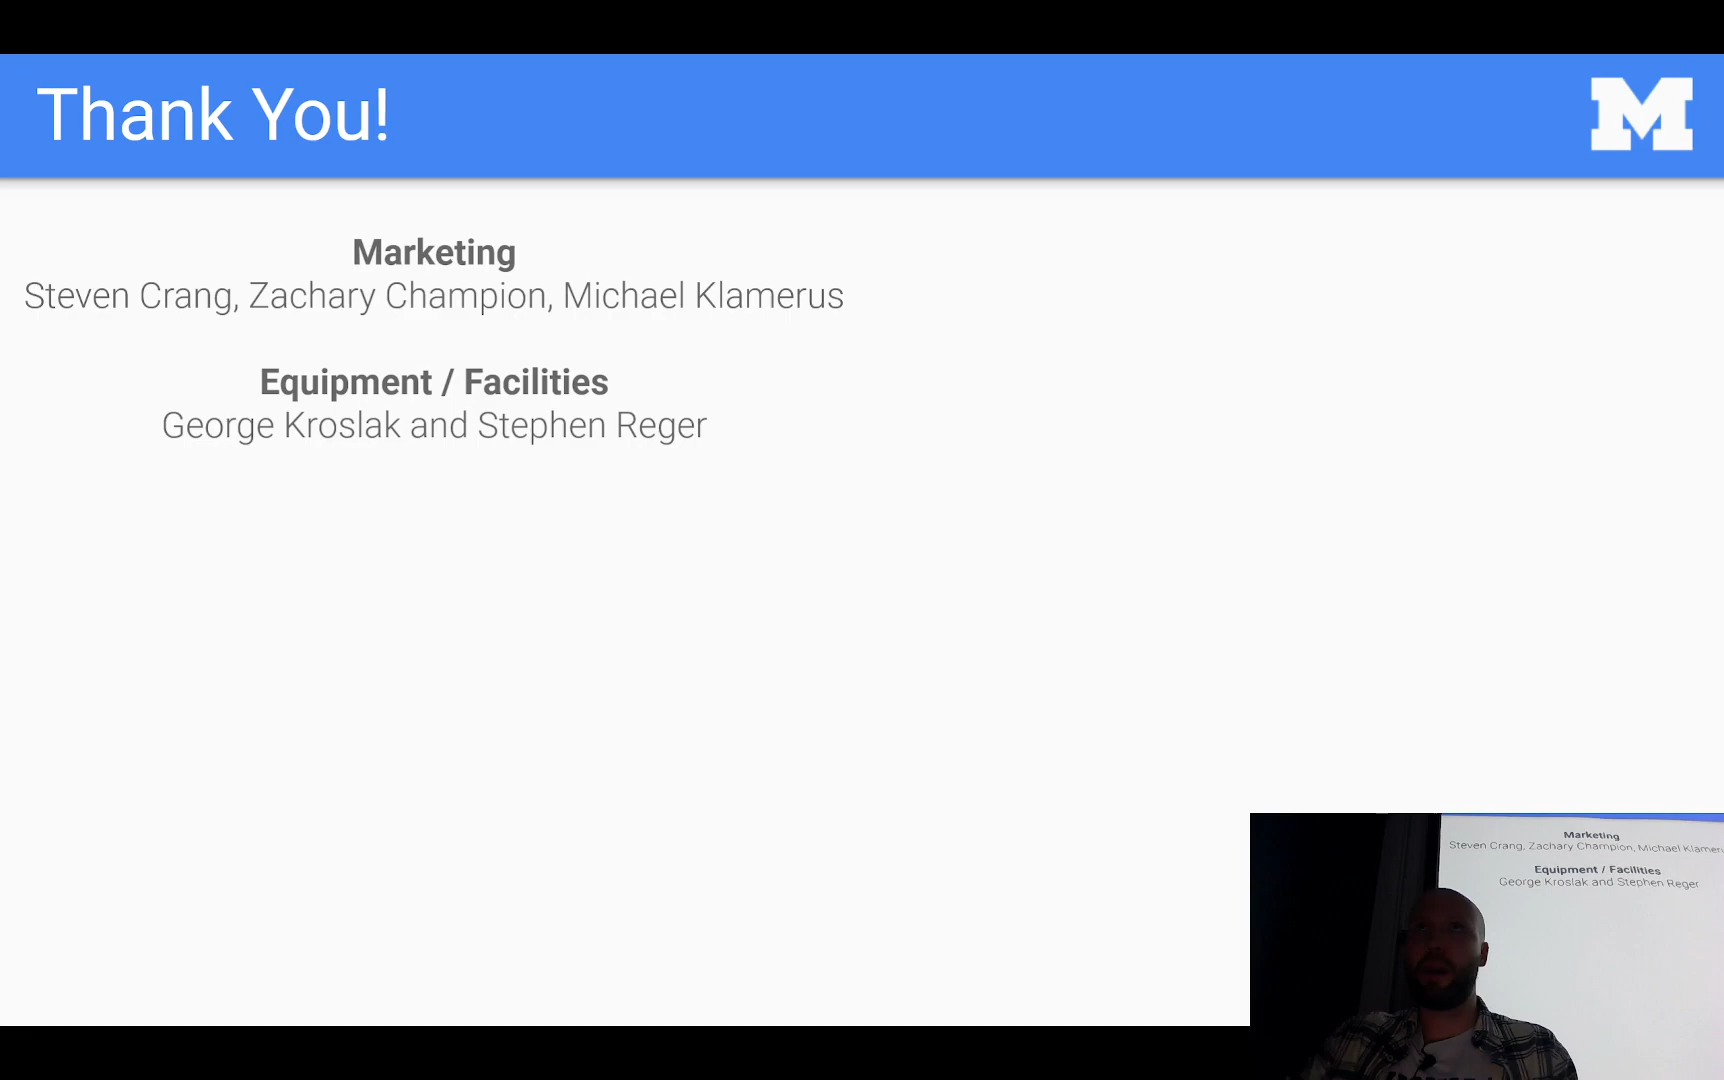 Thank You!
M
Marketing
Steven Crang, Zachary Champion, Michael Klamerus
Equipment / Facilities
George Kroslak and Stephen Reger
Marketing
Steven Crang, Zachary Champion, Michael Klameru
Equipment / Facilities
George Kroslak and Stephen Reger